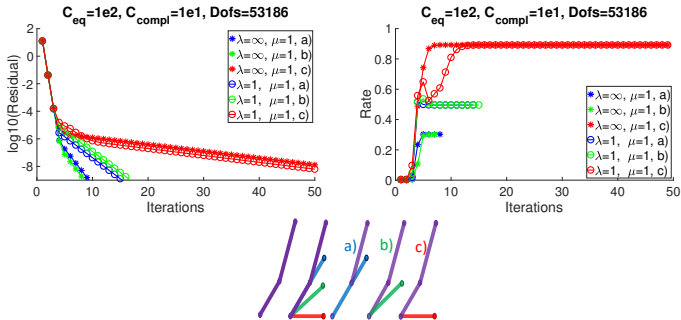 C_eq=1e2, C_compl=1e1, Dofs=53186
log10(Residual)
2
0
-2
-4
-6
-8
0 10 20 30 40 50
Iterations
λ=∞, μ=1, a)
λ=∞, μ=1, b)
λ=∞, μ=1, c)
λ=1, μ=1, a)
λ=1, μ=1, b)
λ=1, μ=1, c)
C_eq=1e2, C_compl=1e1, Dofs=53186
Rate
1
0.8
0.6
0.4
0.2
0
0 10 20 30 40 50
Iterations
λ=∞, μ=1, a)
λ=∞, μ=1, b)
λ=∞, μ=1, c)
λ=1, μ=1, a)
λ=1, μ=1, b)
λ=1, μ=1, c)
a) b) c)